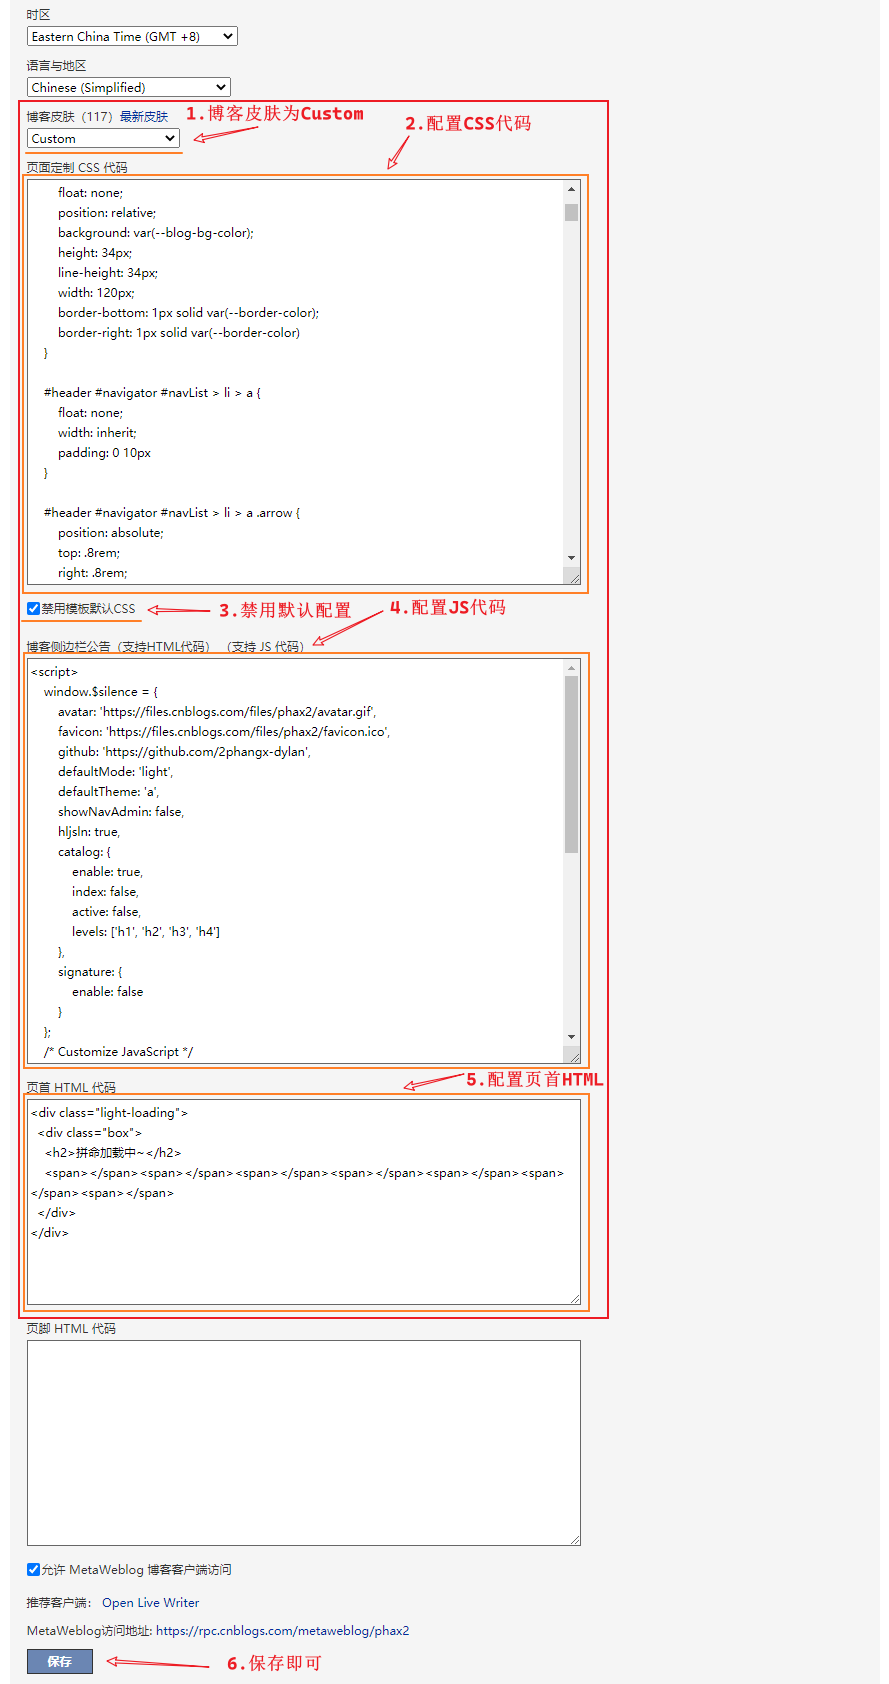 时区
Eastern China Time (GMT +8)
语言与地区
Chinese (Simplified)
博客皮肤（117）最新皮肤
1.博客皮肤为Custom
Custom
2.配置CSS代码
页面定制 CSS 代码
float: none;
position: relative;
background: var(--blog-bg-color);
height: 34px;
line-height: 34px;
width: 120px;
border-bottom: 1px solid var(--border-color);
border-right: 1px solid var(--border-color)
}
#header #navigator #navList > li > a {
float: none;
width: inherit;
padding: 0 10px
}
#header #navigator #navList > li > a .arrow {
position: absolute;
top: .8rem;
right: .8rem;
禁用模板默认CSS
3.禁用默认配置
4.配置JS代码
博客侧边栏公告（支持HTML代码） （支持 JS 代码）
<script>
window.$silence = {
avatar: 'https://files.cnblogs.com/files/phax2/avatar.gif',
favicon: 'https://files.cnblogs.com/files/phax2/favicon.ico',
github: 'https://github.com/2phangx-dylan',
defaultMode: 'light',
defaultTheme: 'a',
showNavAdmin: false,
hljsln: true,
catalog: {
enable: true,
index: false,
active: false,
levels: ['h1', 'h2', 'h3', 'h4']
},
signature: {
enable: false
}
};
/* Customize JavaScript */
5.配置页首HTML
页首 HTML 代码
<div class="light-loading">
<div class="box">
<h2>拼命加载中~</h2>
<span></span><span></span><span></span><span></span><span></span><span>
</span><span></span>
</div>
</div>
页脚 HTML 代码
允许 MetaWeblog 博客客户端访问
推荐客户端： Open Live Writer
MetaWeblog访问地址: https://rpc.cnblogs.com/metaweblog/phax2
保存
6.保存即可